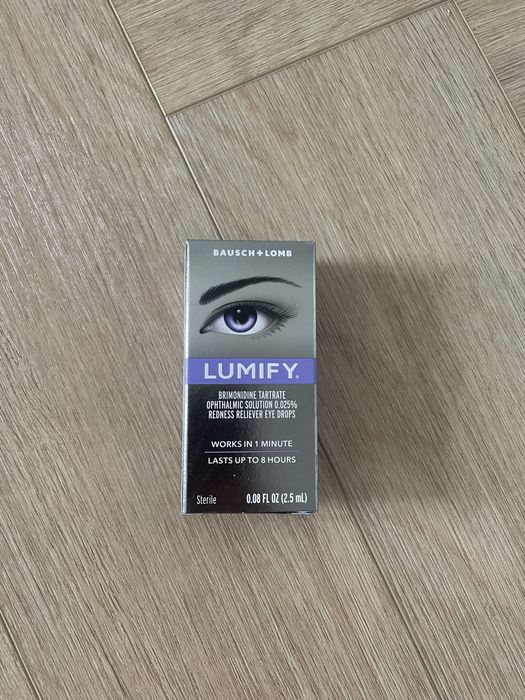 BAUSCH+LOMB
LUMIFY®
BRIMONIDINE TARTRATE
OPHTHALMIC SOLUTION 0.025%
REDNESS RELIEVER EYE DROPS
WORKS IN 1 MINUTE
LASTS UP TO 8 HOURS
Sterile 0.08 FL OZ (2.5 mL)